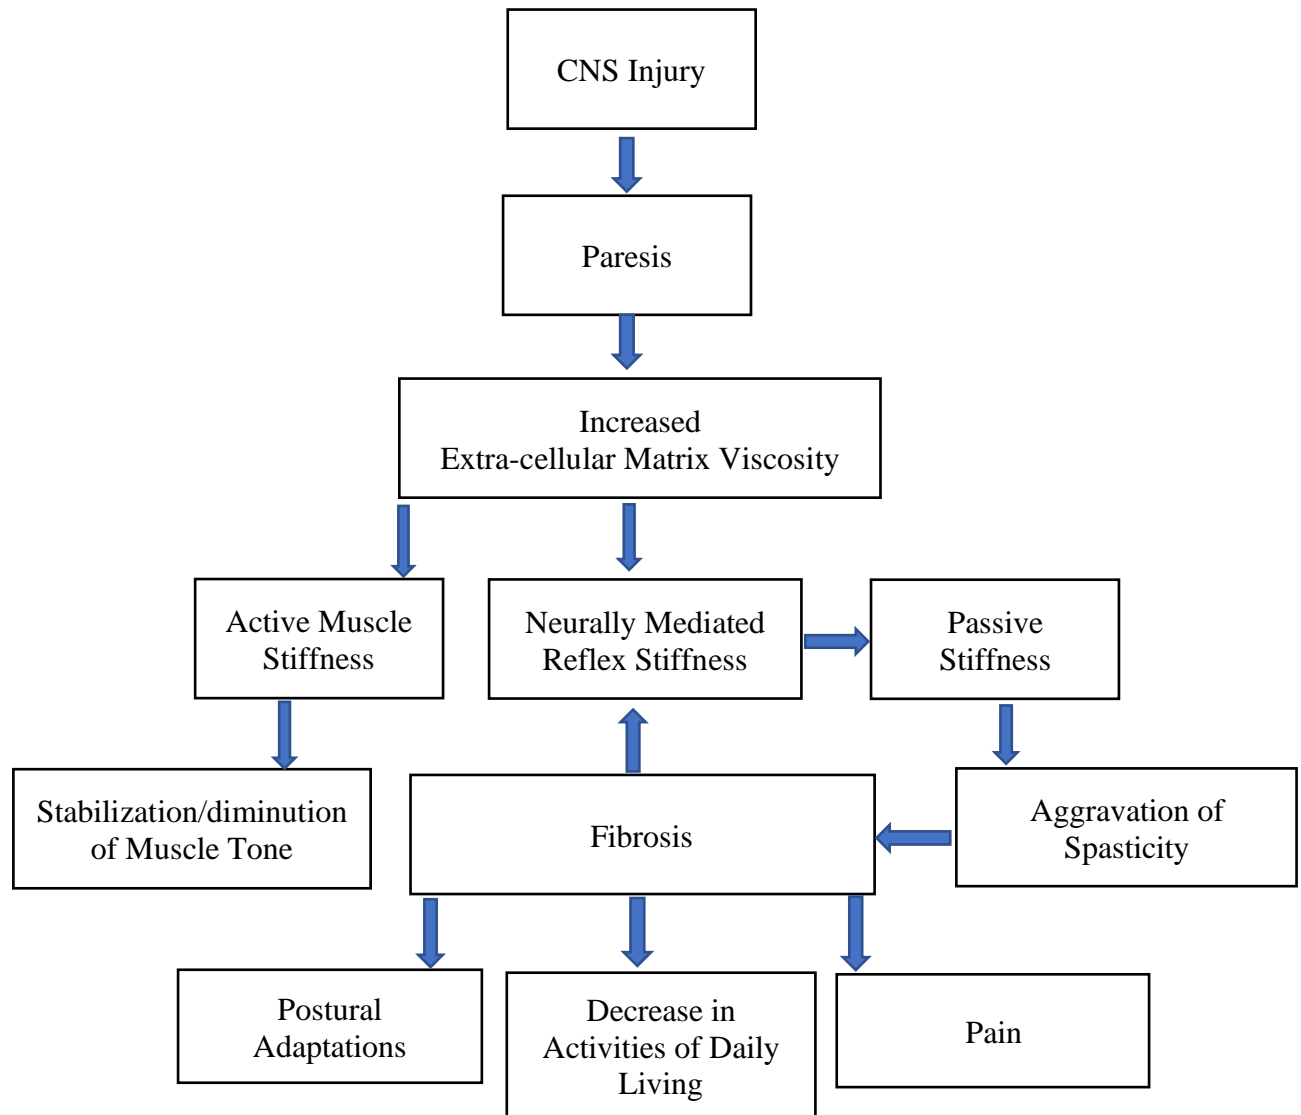 CNS Injury
Paresis
Increased
Extra-cellular Matrix Viscosity
Active Muscle
Stiffness
Neurally Mediated
Reflex Stiffness
Passive
Stiffness
Stabilization/diminution
of Muscle Tone
Fibrosis
Aggravation of
Spasticity
Postural
Adaptations
Decrease in
Activities of Daily
Living
Pain